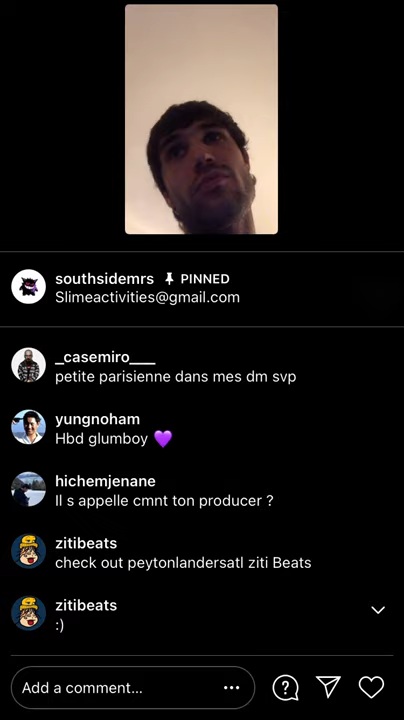 southsidemrs PINNED
Slimeactivities@gmail.com
_casemiro___
petite parisienne dans mes dm svp
yungnoham
Hbd glumboy 💜
hichemjenane
Il s appelle cmnt ton producer ?
zitibeats
check out peytonlandersatl ziti Beats
zitibeats
:)
Add a comment...